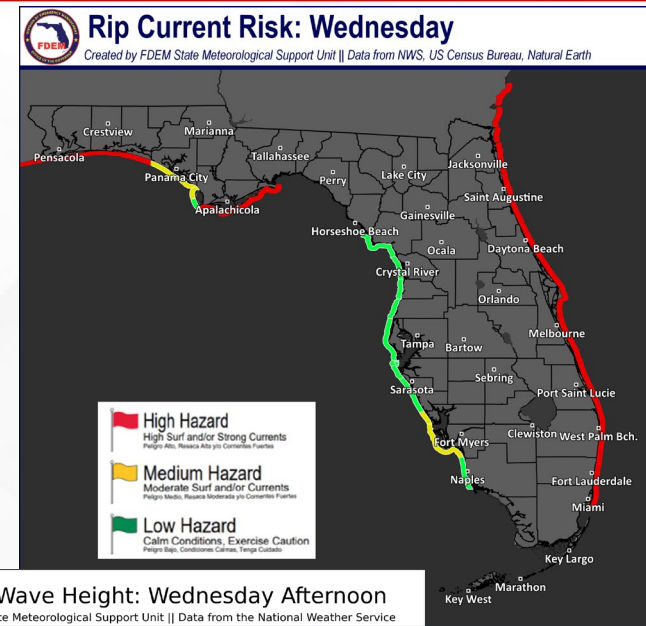 Rip Current Risk: Wednesday
Created by FDEM State Meteorological Support Unit || Data from NWS, US Census Bureau, Natural Earth
FDEM
Crestview
Marianna
Pensacola
Tallahassee
Jacksonville
Panama City
Perry
Lake City
Saint Augustine
Apalachicola
Gainesville
Horseshoe Beach
Ocala
Daytona Beach
Crystal River
Orlando
Melbourne
Tampa
Bartow
Sebring
Sarasota
Port Saint Lucie
Fort Myers
Clewiston
West Palm Bch.
Naples
Fort Lauderdale
Miami
Key Largo
Marathon
Key West
High Hazard
High Surf and/or Strong Currents
Peligro Alto, Resaca Alta y/o Corrientes Fuertes
Medium Hazard
Moderate Surf and/or Currents
Peligro Medio, Resaca Moderada y/o Corrientes Fuertes
Low Hazard
Calm Conditions, Exercise Caution
Peligro Bajo, Condiciones Calmas, Tenga Cuidado
Wave Height: Wednesday Afternoon
te Meteorological Support Unit || Data from the National Weather Service